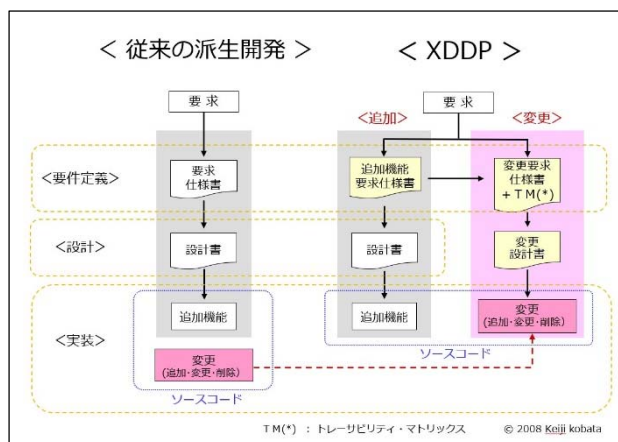 ＜ 従来の派生開発 ＞
＜ XDDP ＞
要 求
要 求
＜追加＞
＜変更＞
＜要件定義＞
要求
仕様書
追加機能
要求仕様書
変更要求
仕様書
+ＴＭ(*)
＜設計＞
設計書
設計書
変更
設計書
＜実装＞
追加機能
追加機能
変更
(追加･変更･削除)
変更
(追加･変更･削除)
ソースコード
ソースコード
ＴＭ(*) ： トレーサビリティ・マトリックス
© 2008 Keiji kobata